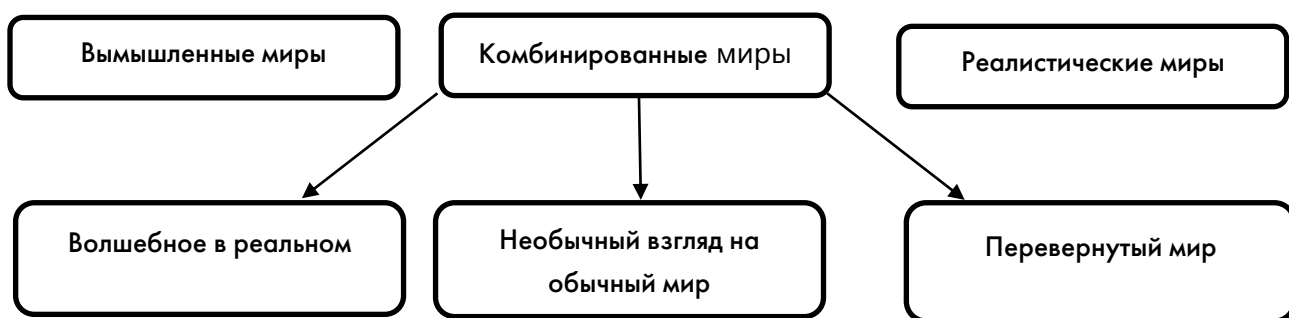 Вымышленные миры
Комбинированные миры
Реалистические миры
Волшебное в реальном
Необычный взгляд на
обычный мир
Перевернутый мир